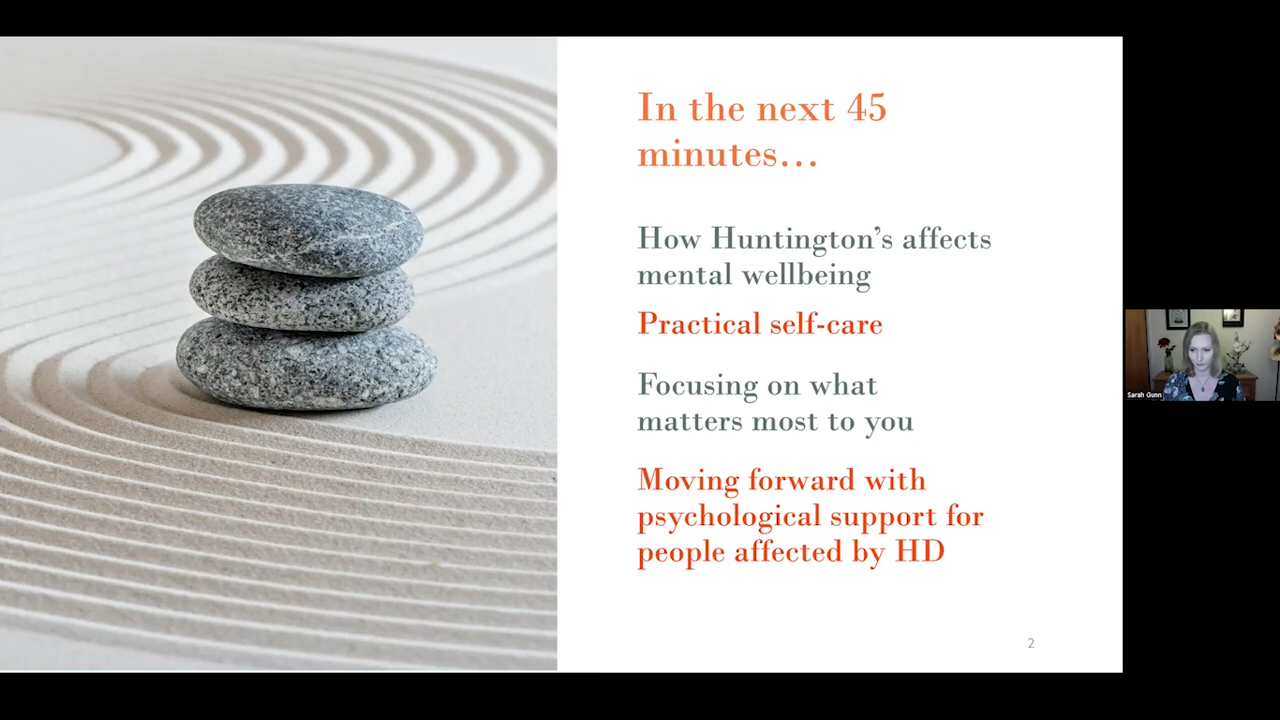 In the next 45
minutes…
How Huntington’s affects
mental wellbeing
Practical self-care
Focusing on what
matters most to you
Moving forward with
psychological support for
people affected by HD
2
Sarah Gunn